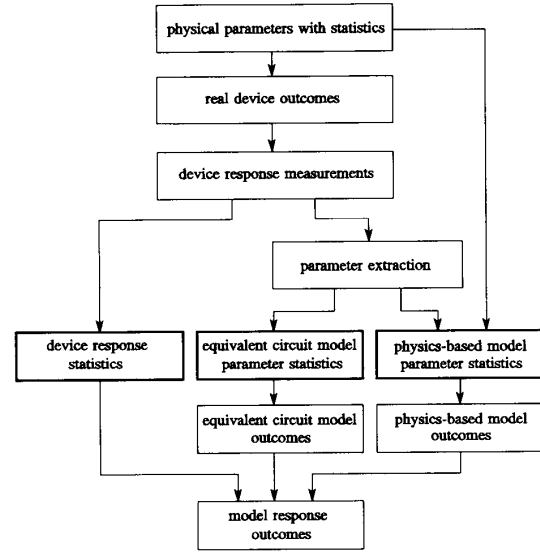 physical parameters with statistics
real device outcomes
device response measurements
parameter extraction
device response
statistics
equivalent circuit model
parameter statistics
physics-based model
parameter statistics
equivalent circuit model
outcomes
physics-based model
outcomes
model response
outcomes